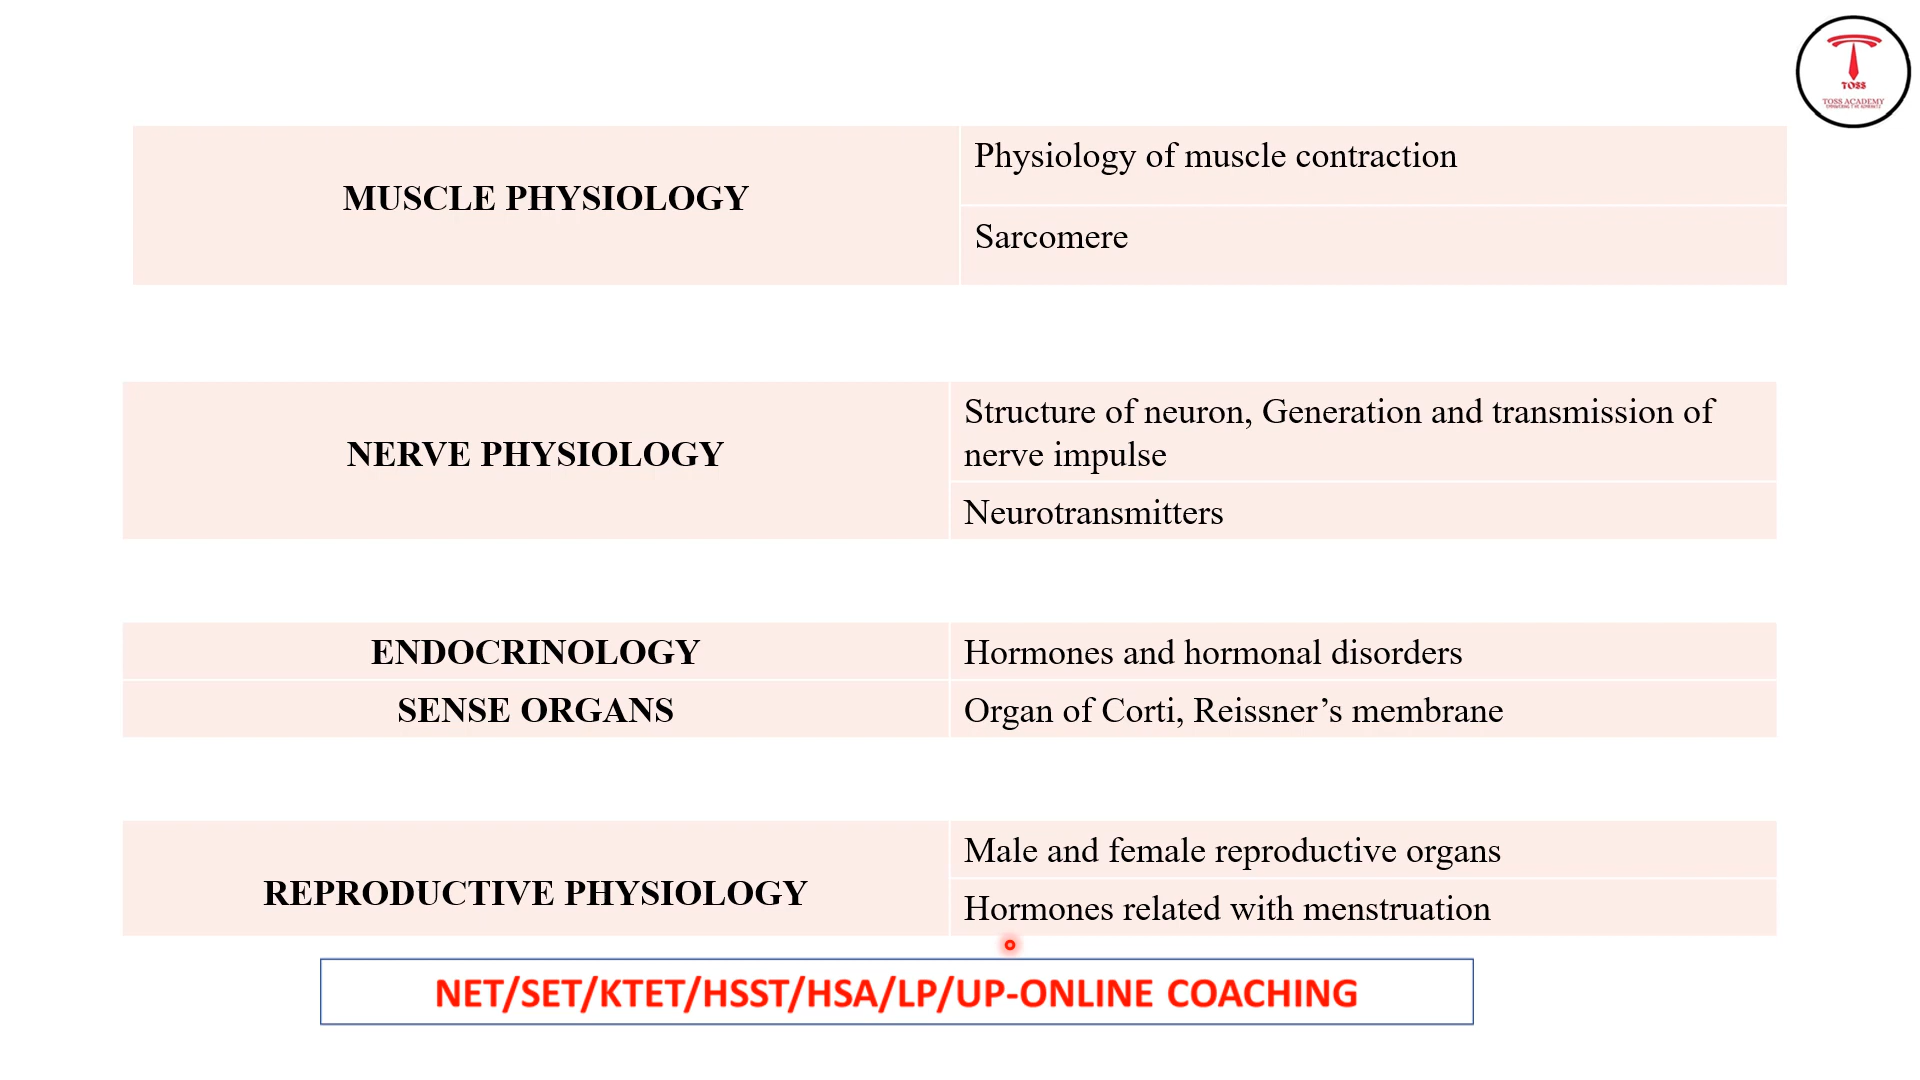 TOSS
TOSS ACADEMY
MUSCLE PHYSIOLOGY
Physiology of muscle contraction
Sarcomere
NERVE PHYSIOLOGY
Structure of neuron, Generation and transmission of
nerve impulse
Neurotransmitters
ENDOCRINOLOGY
Hormones and hormonal disorders
SENSE ORGANS
Organ of Corti, Reissner’s membrane
REPRODUCTIVE PHYSIOLOGY
Male and female reproductive organs
Hormones related with menstruation
NET/SET/KTET/HSST/HSA/LP/UP-ONLINE COACHING